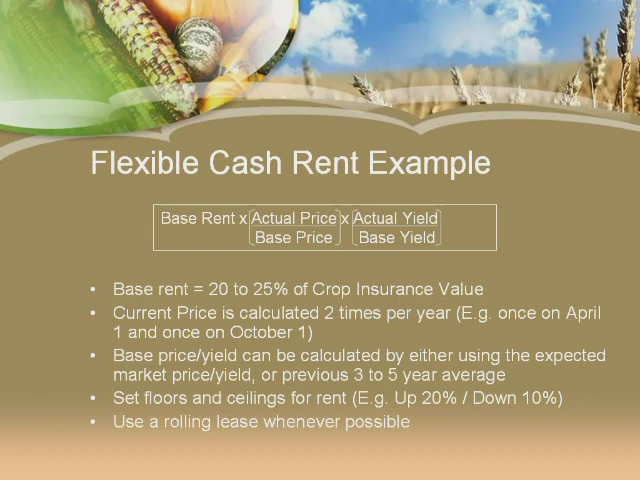 Flexible Cash Rent Example
Base Rent x Actual Price x Actual Yield
Base Price Base Yield
• Base rent = 20 to 25% of Crop Insurance Value
• Current Price is calculated 2 times per year (E.g. once on April
1 and once on October 1)
• Base price/yield can be calculated by either using the expected
market price/yield, or previous 3 to 5 year average
• Set floors and ceilings for rent (E.g. Up 20% / Down 10%)
• Use a rolling lease whenever possible